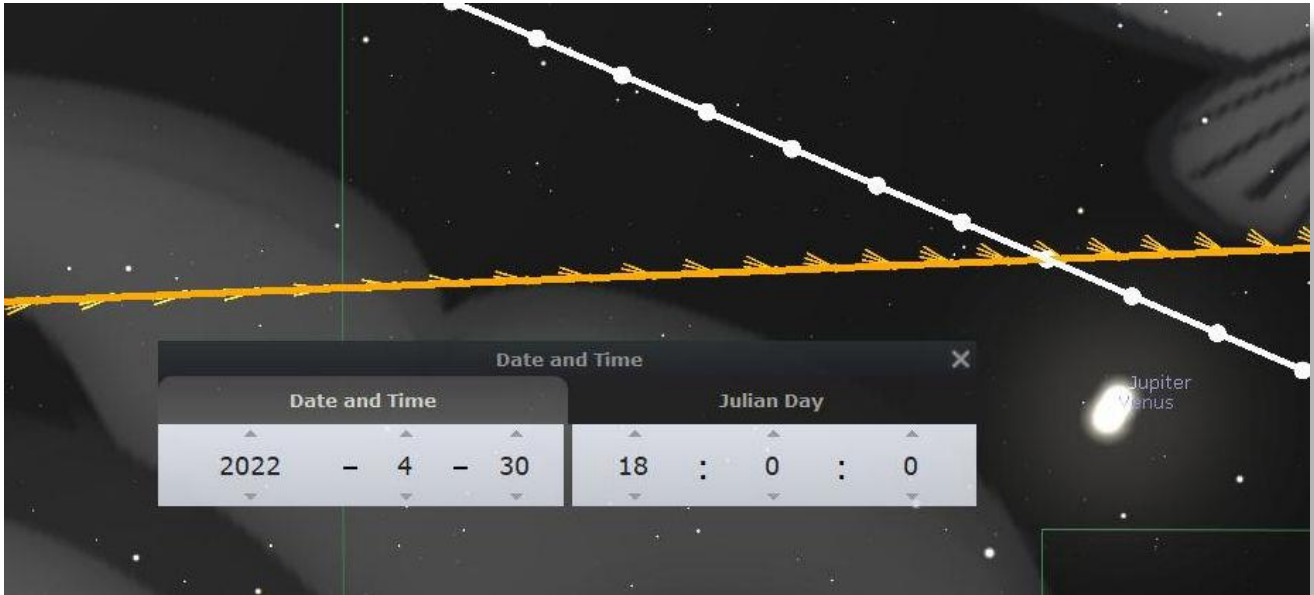 Date and Time
Date and Time Julian Day
2022 – 4 – 30 18 : 0 : 0
Jupiter
Venus